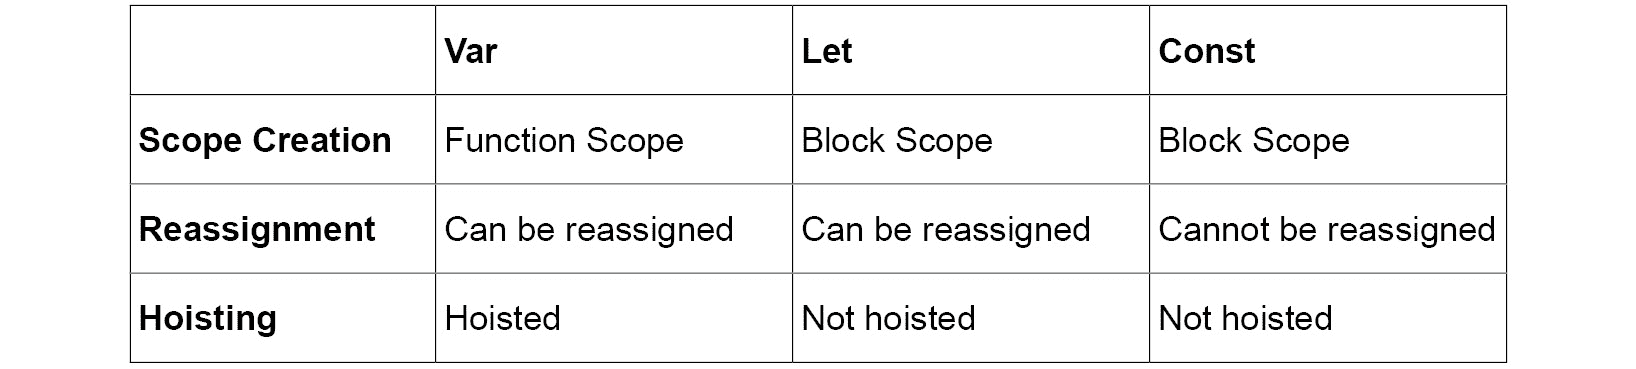 Var Let Const
Scope Creation Function Scope Block Scope Block Scope
Reassignment Can be reassigned Can be reassigned Cannot be reassigned
Hoisting Hoisted Not hoisted Not hoisted